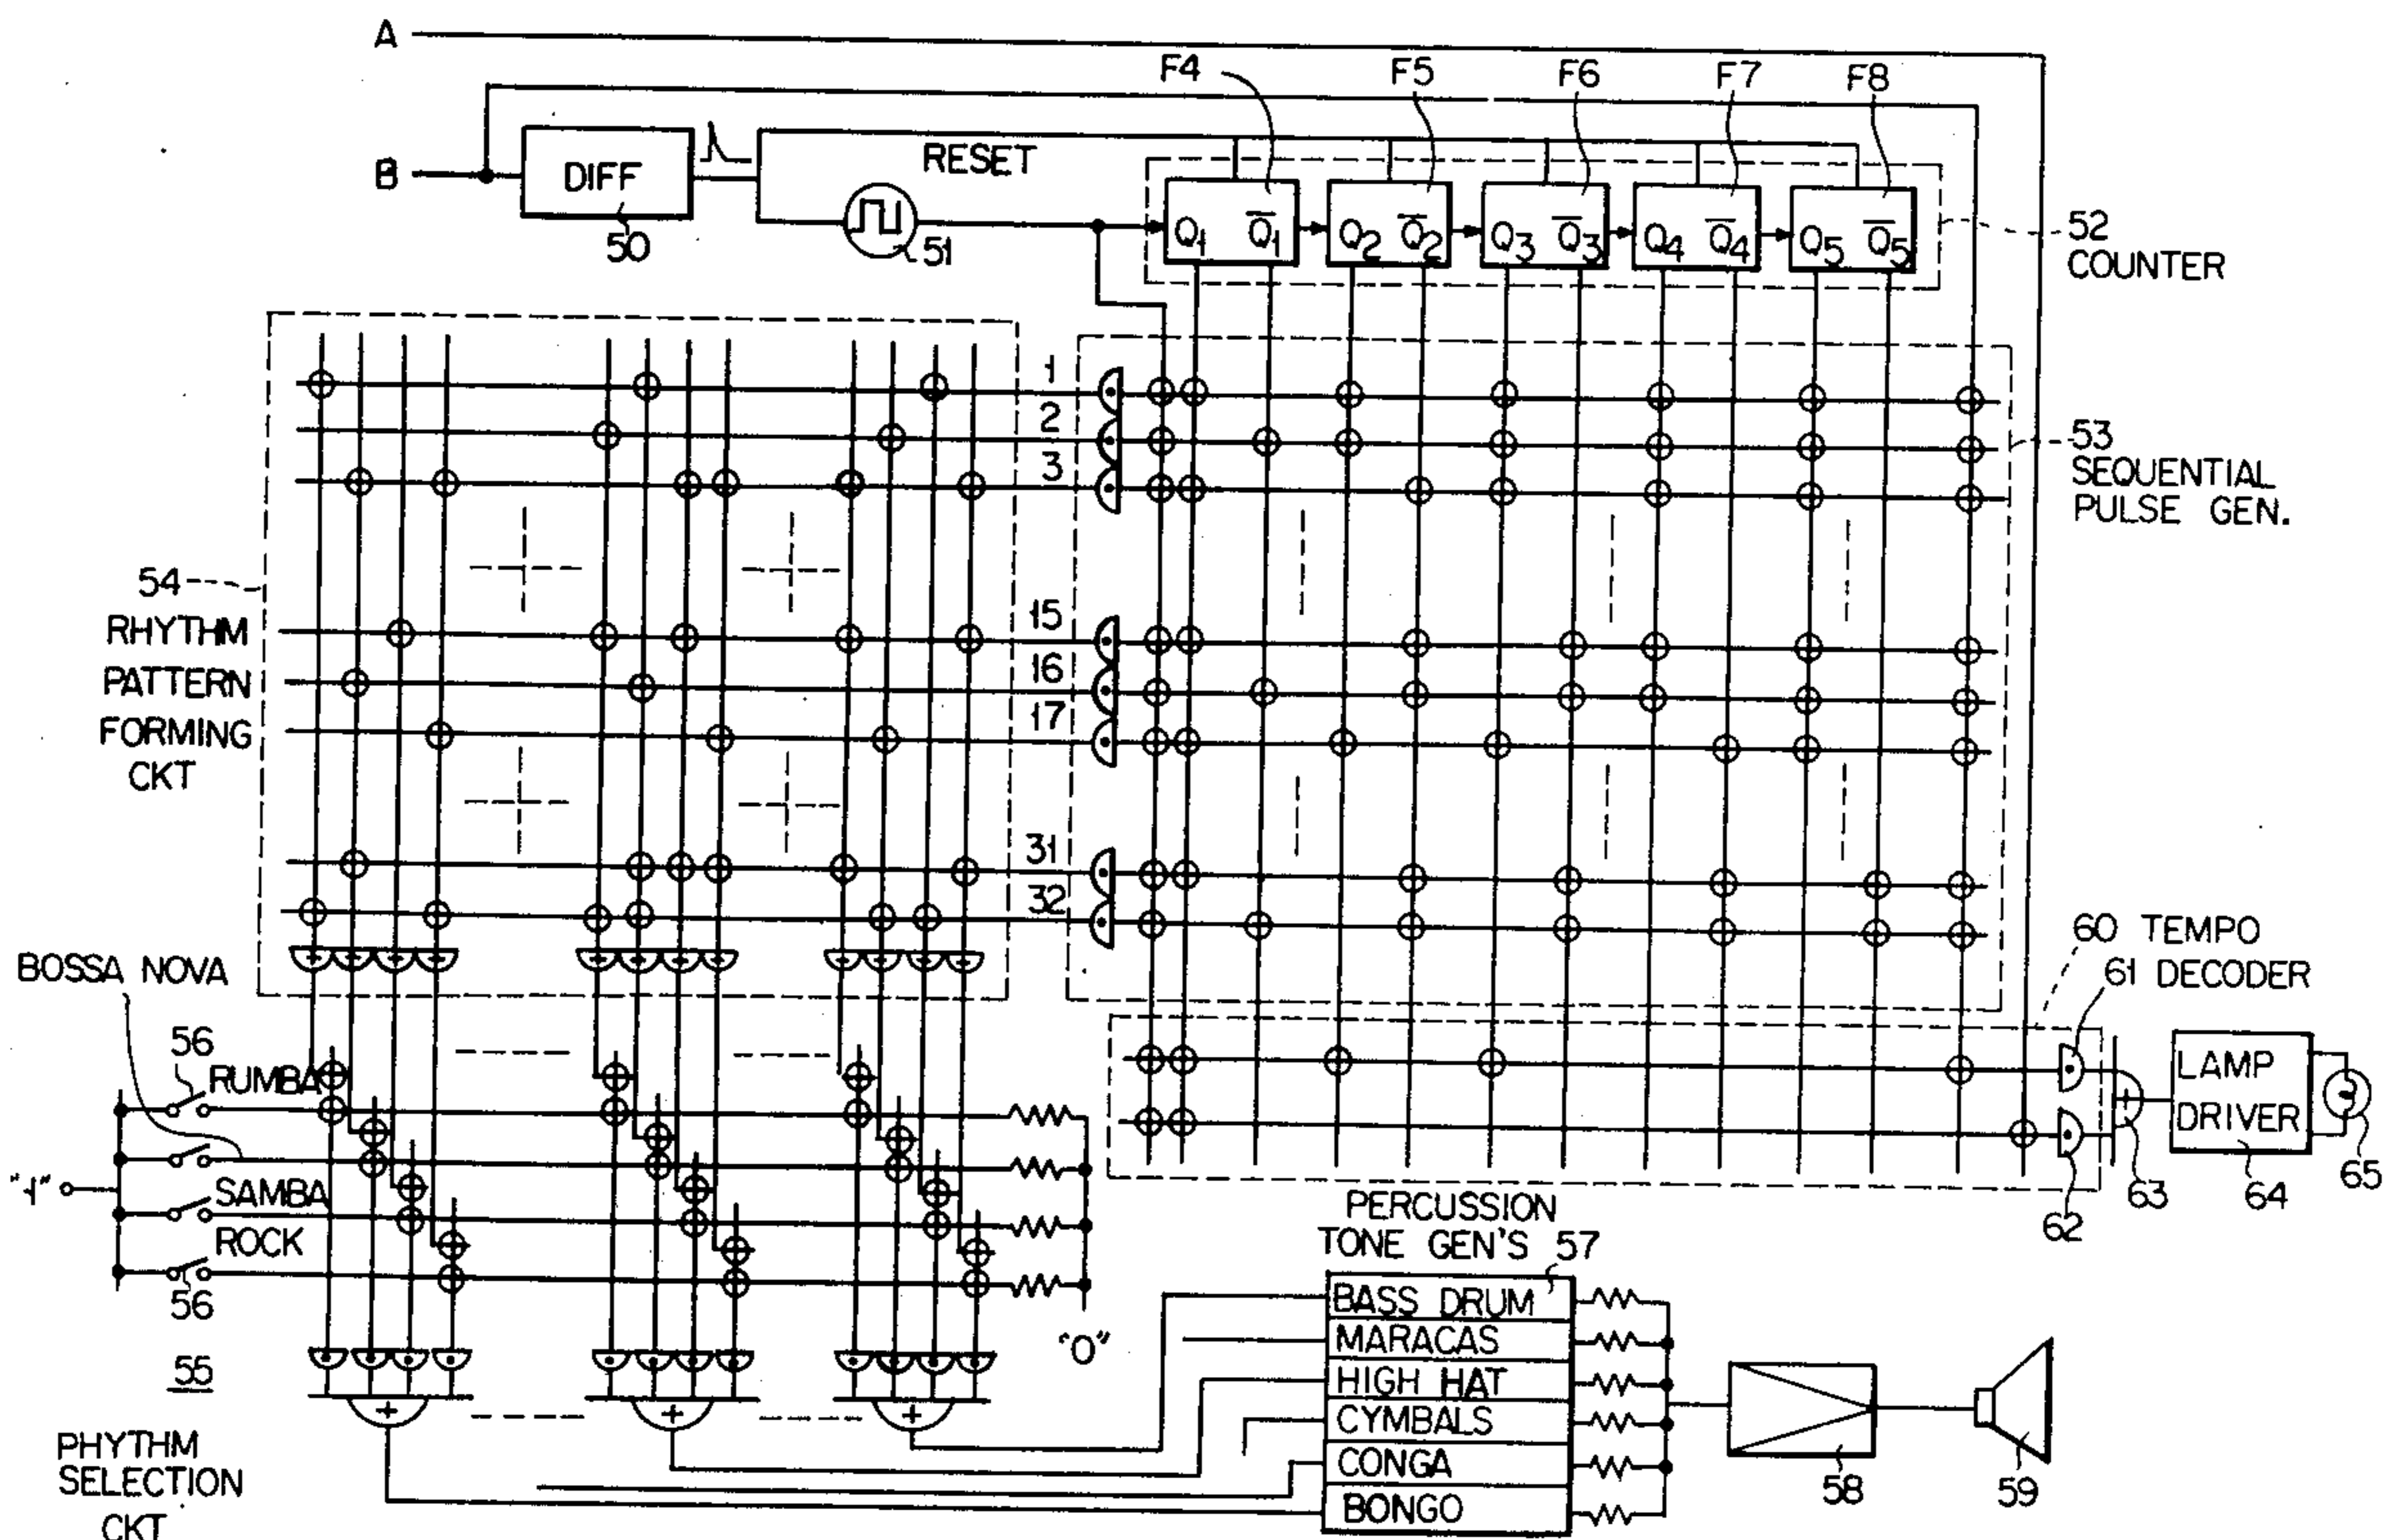 A
F4 F5 F6 F7 F8
B
DIFF
50
RESET
51
Q1 Q̅1 Q2 Q̅2 Q3 Q̅3 Q4 Q̅4 Q5 Q̅5
52
COUNTER
1
2
3
53
SEQUENTIAL
PULSE GEN.
54
RHYTHM
PATTERN
FORMING
CKT
15
16
17
31
32
60 TEMPO
61 DECODER
BOSSA NOVA
56
RUMBA
"1"
SAMBA
ROCK
56
"0"
LAMP
DRIVER
62
63
64
65
PERCUSSION
TONE GEN'S 57
BASS DRUM
MARACAS
HIGH HAT
CYMBALS
CONGA
BONGO
55
PHYTHM
SELECTION
CKT
58
59